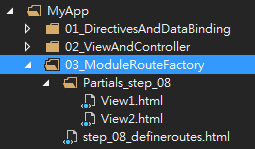 MyApp
01_DirectivesAndDataBinding
02_ViewAndController
03_ModuleRouteFactory
Partials_step_08
View1.html
View2.html
step_08_defineroutes.html